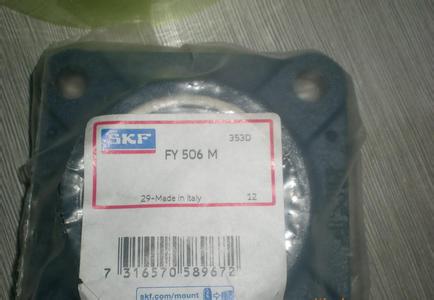 SKF
353D
FY 506 M
29-Made in Italy 12
7 316570 589672
skf.com/mount